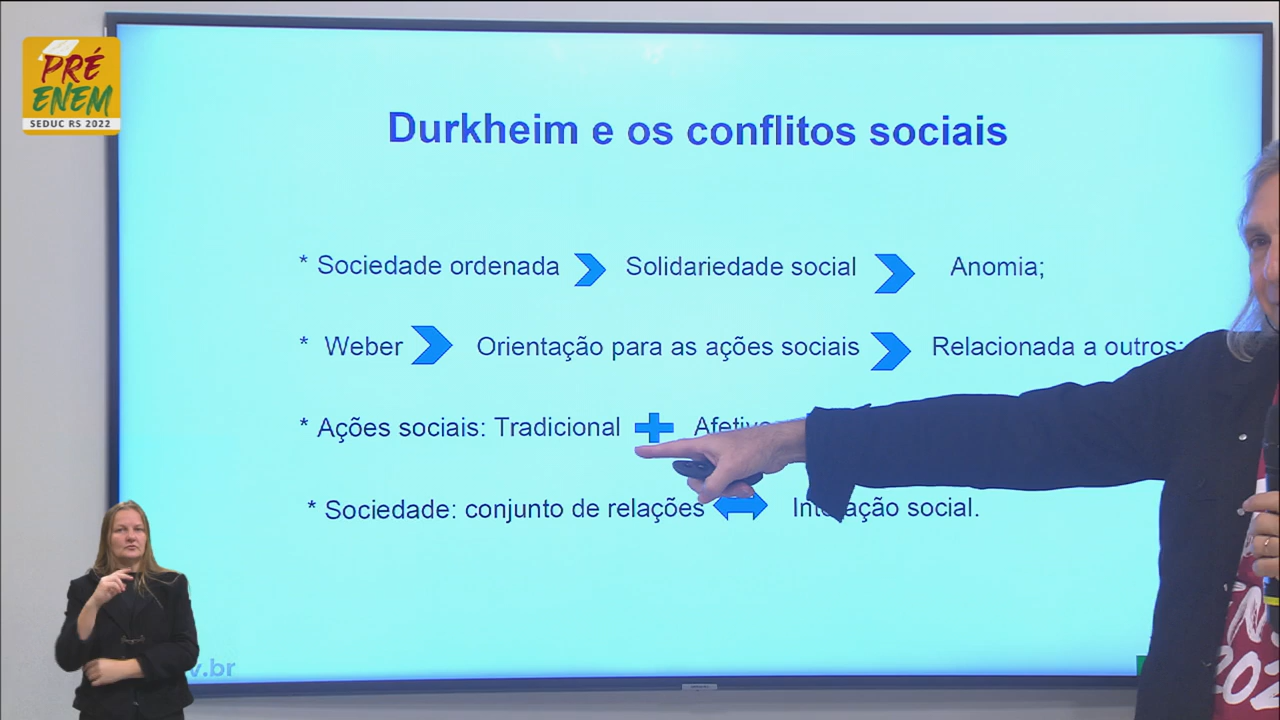 PRÉ
ENEM
SEDUC RS 2022
Durkheim e os conflitos sociais
* Sociedade ordenada Solidariedade social Anomia;
* Weber Orientação para as ações sociais Relacionada a outros;
* Ações sociais: Tradicional
* Sociedade: conjunto de relações Interação social.
v.br